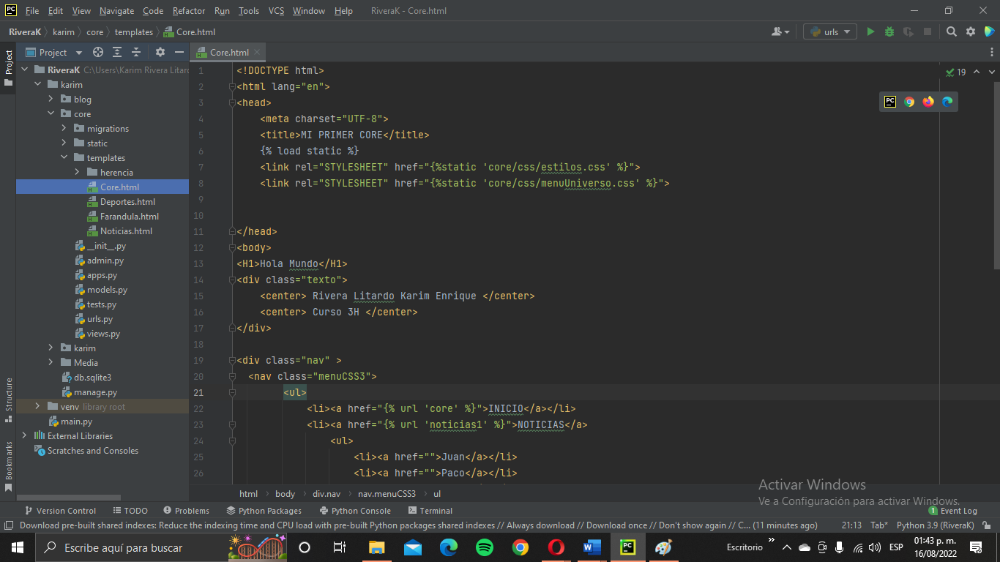 File Edit View Navigate Code Refactor Run Tools VCS Window Help RiveraK - Core.html
RiveraK karim core templates Core.html urls
Project Core.html
Project
RiveraK C:\Users\Karim Rivera Litard
karim
blog
core
migrations
static
templates
herencia
Core.html
Deportes.html
Farandula.html
Noticias.html
__init__.py
admin.py
apps.py
models.py
tests.py
urls.py
views.py
karim
Media
db.sqlite3
manage.py
venv library root
main.py
External Libraries
Scratches and Consoles
Structure
Bookmarks
19
1 <!DOCTYPE html>
2 <html lang="en">
3 <head>
4 <meta charset="UTF-8">
5 <title>MI PRIMER CORE</title>
6 {% load static %}
7 <link rel="STYLESHEET" href="{%static 'core/css/estilos.css' %}">
8 <link rel="STYLESHEET" href="{%static 'core/css/menuUniverso.css' %}">
9
10
11 </head>
12 <body>
13 <H1>Hola Mundo</H1>
14 <div class="texto">
15 <center> Rivera Litardo Karim Enrique </center>
16 <center> Curso 3H </center>
17 </div>
18
19 <div class="nav" >
20 <nav class="menuCSS3">
21 <ul>
22 <li><a href="{% url 'core' %}">INICIO</a></li>
23 <li><a href="{% url 'noticias1' %}">NOTICIAS</a>
24 <ul>
25 <li><a href="">Juan</a></li>
26 <li><a href="">Paco</a></li>
html body div.nav nav.menuCSS3 ul
Activar Windows
Ve a Configuración para activar Windows.
Version Control TODO Problems Python Packages Python Console Terminal 1 Event Log
Download pre-built shared indexes: Reduce the indexing time and CPU load with pre-built Python packages shared indexes // Always download // Download once // Don't show again // C... (11 minutes ago) 21:13 Tab* Python 3.9 (RiveraK)
Escribe aquí para buscar Escritorio ESP 01:43 p. m.
16/08/2022